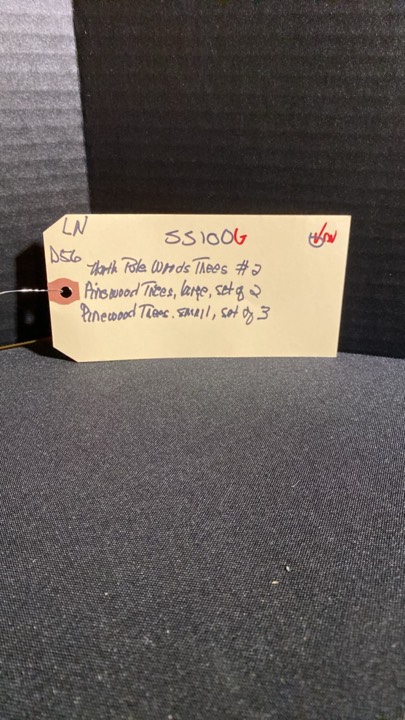 LN
SS100G
D56 North Pole Woods Trees #2
Pinewood Trees, large, set of 2
Pinewood Trees. small, set of 3